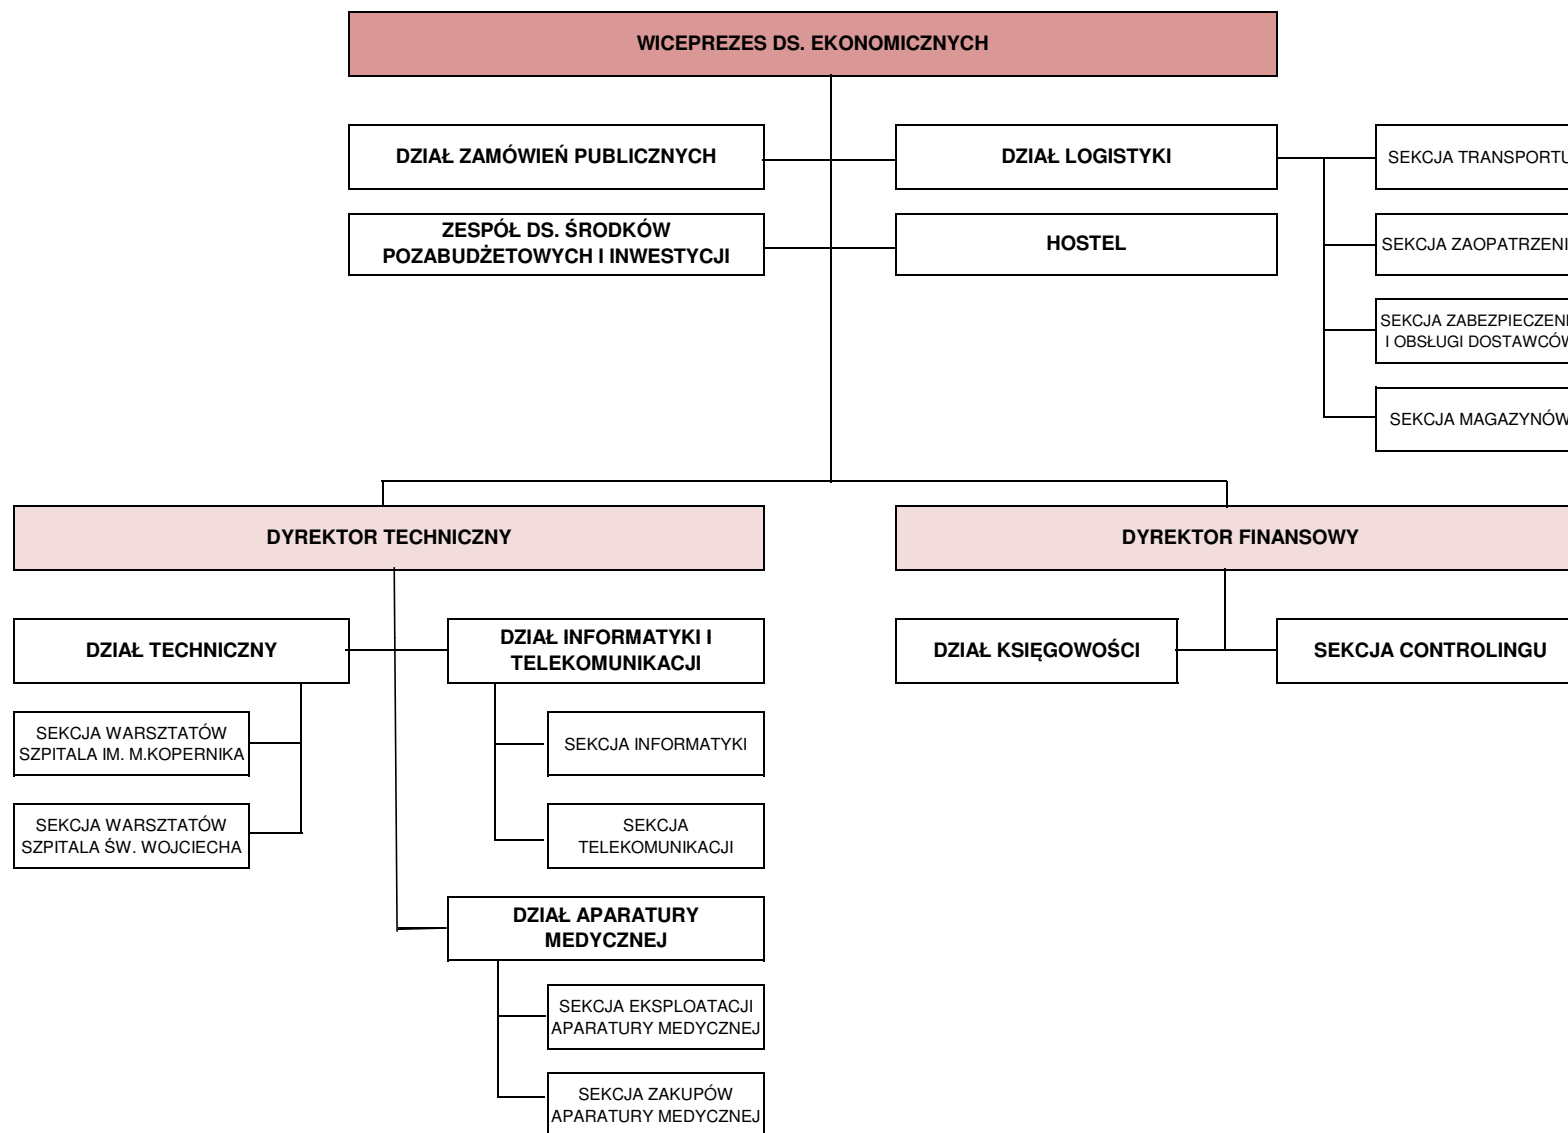 WICEPREZES DS. EKONOMICZNYCH
DZIAŁ ZAMÓWIEŃ PUBLICZNYCH
DZIAŁ LOGISTYKI
SEKCJA TRANSPORTU
ZESPÓŁ DS. ŚRODKÓW
POZABUDŻETOWYCH I INWESTYCJI
HOSTEL
SEKCJA
SEKCJA
I OBSŁUGI DOSTAWCÓW
SEKCJA MAGAZYNÓW
DYREKTOR TECHNICZNY
DYREKTOR FINANSOWY
DZIAŁ TECHNICZNY
DZIAŁ INFORMATYKI I
TELEKOMUNIKACJI
DZIAŁ KSIĘGOWOŚCI
SEKCJA CONTROLINGU
SEKCJA WARSZTATÓW
SZPITALA IM. M.KOPERNIKA
SEKCJA INFORMATYKI
SEKCJA WARSZTATÓW
SZPITALA ŚW. WOJCIECHA
SEKCJA
TELEKOMUNIKACJI
DZIAŁ APARATURY
MEDYCZNEJ
SEKCJA EKSPLOATACJI
APARATURY MEDYCZNEJ
SEKCJA ZAKUPÓW
APARATURY MEDYCZNEJ